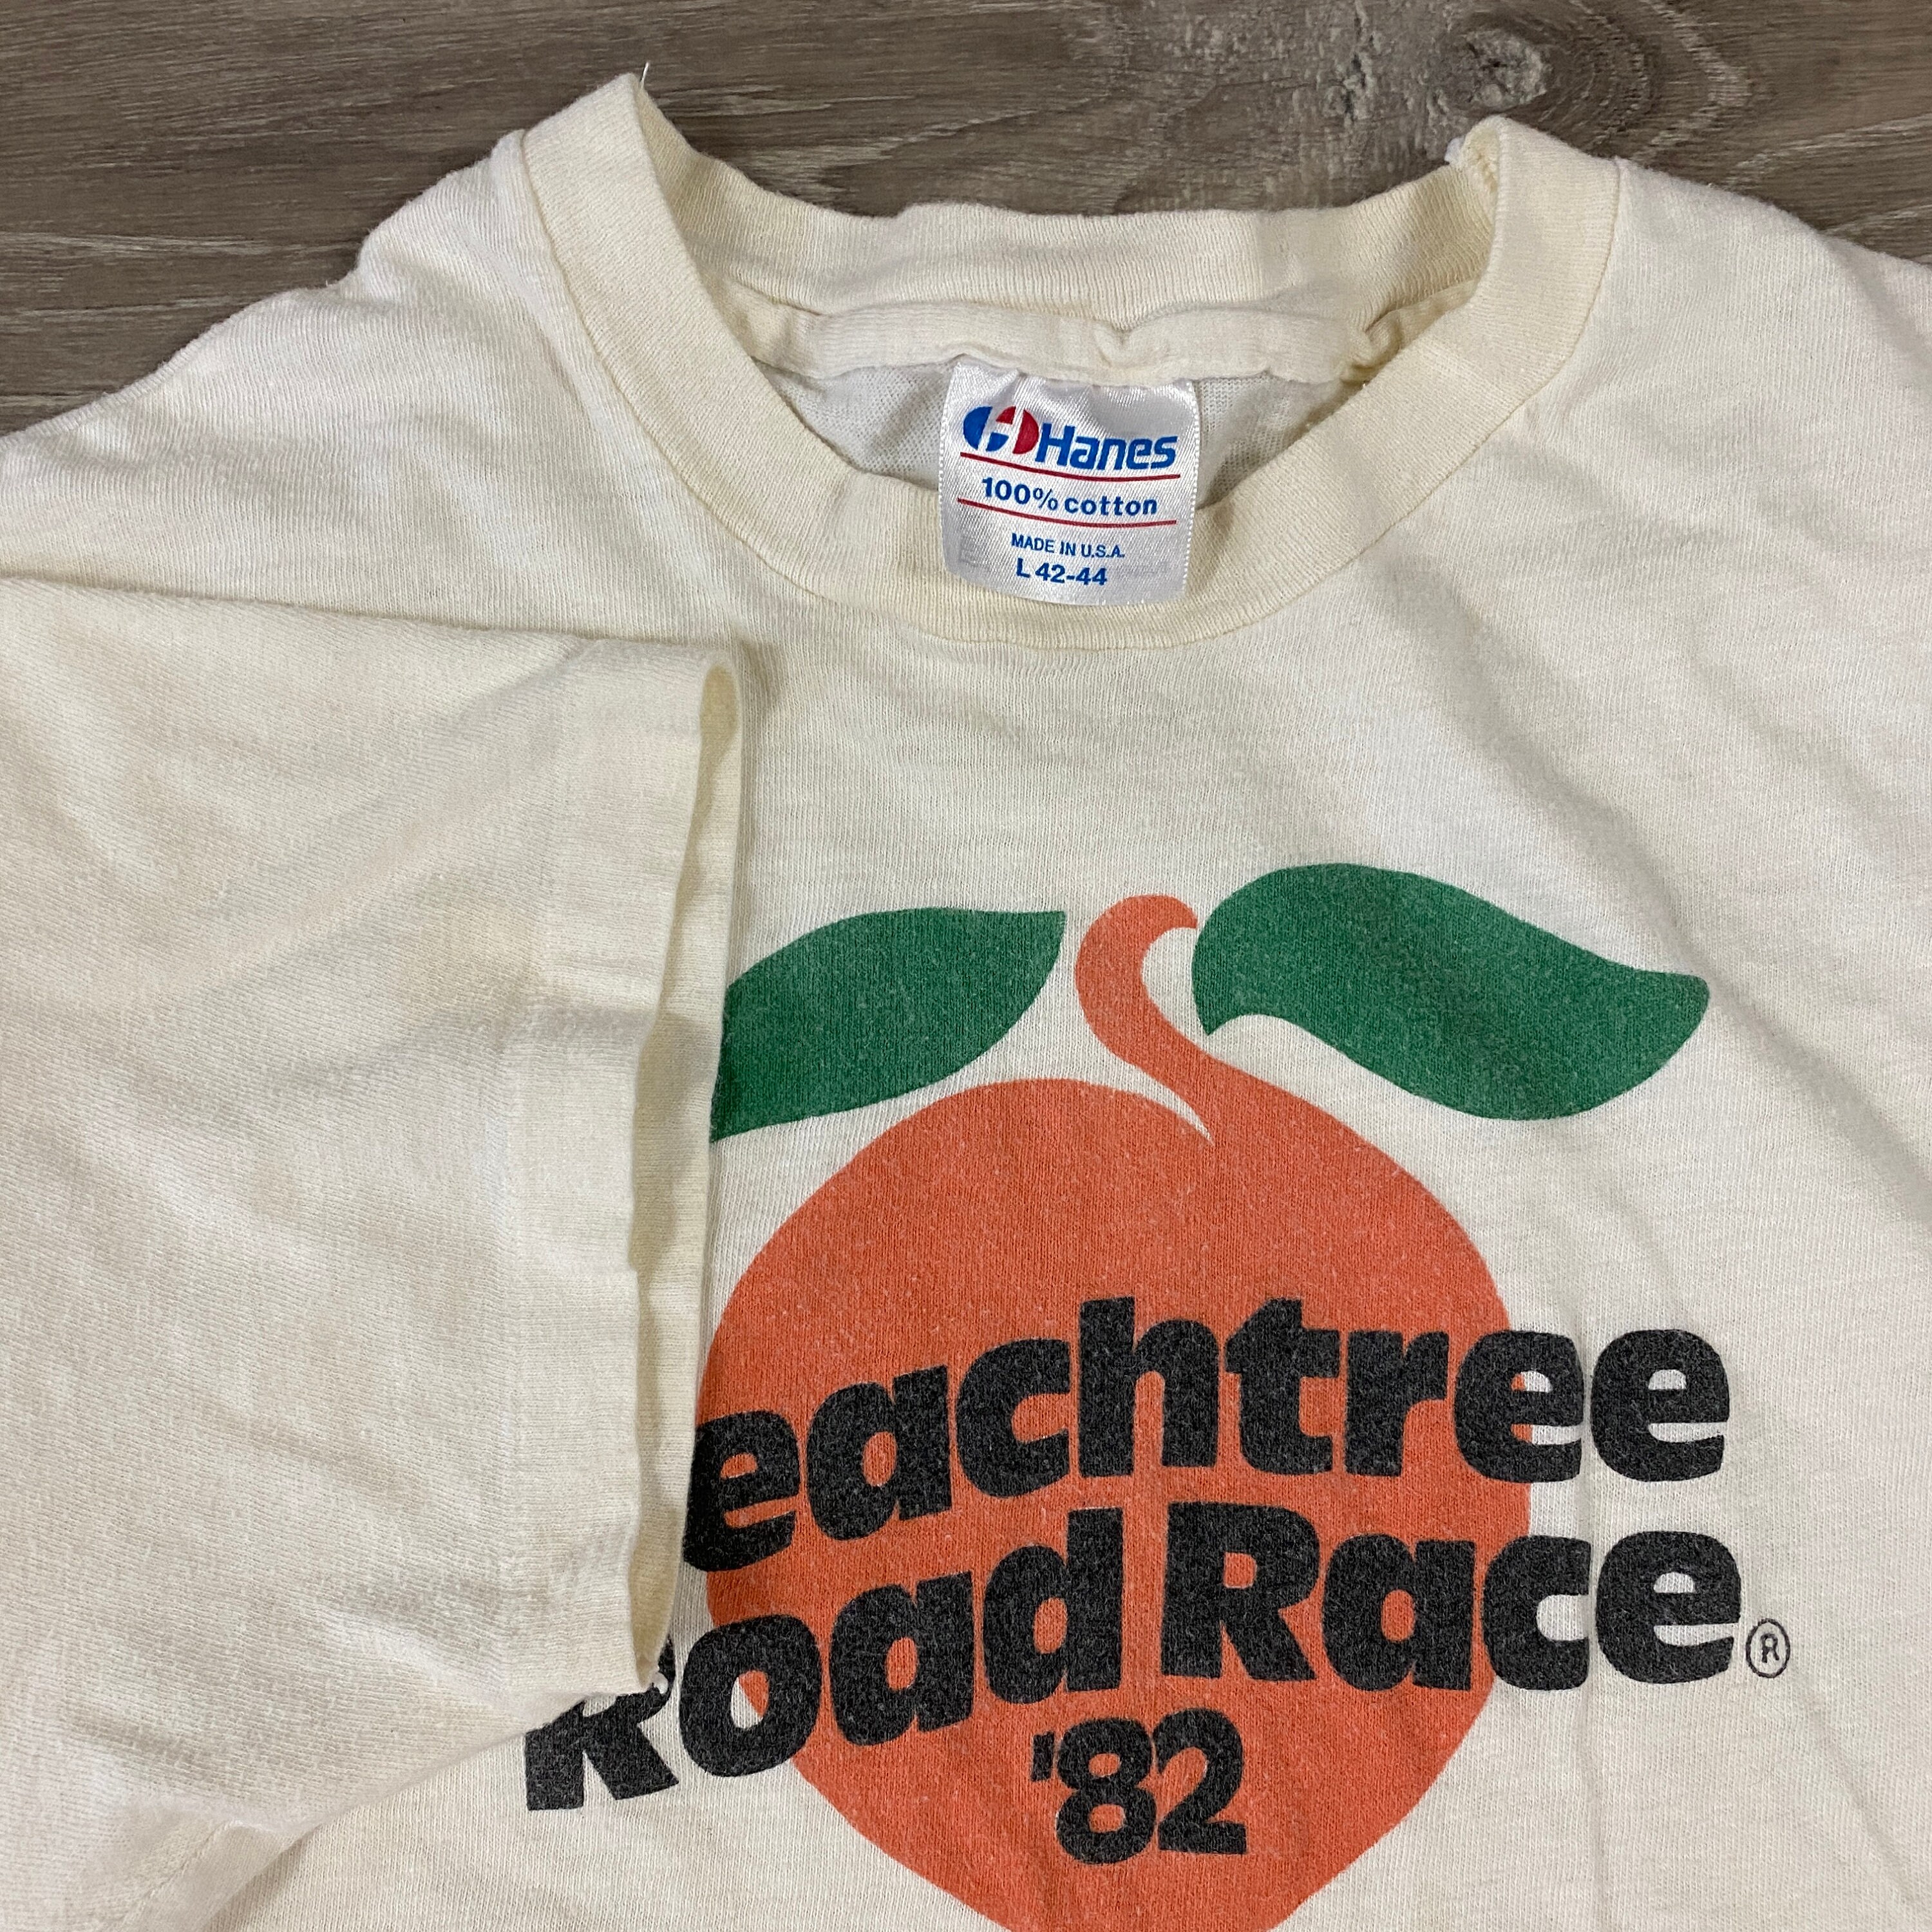 Hanes
100% cotton
MADE IN U.S.A.
L 42-44
eachtree
Road Race®
'82